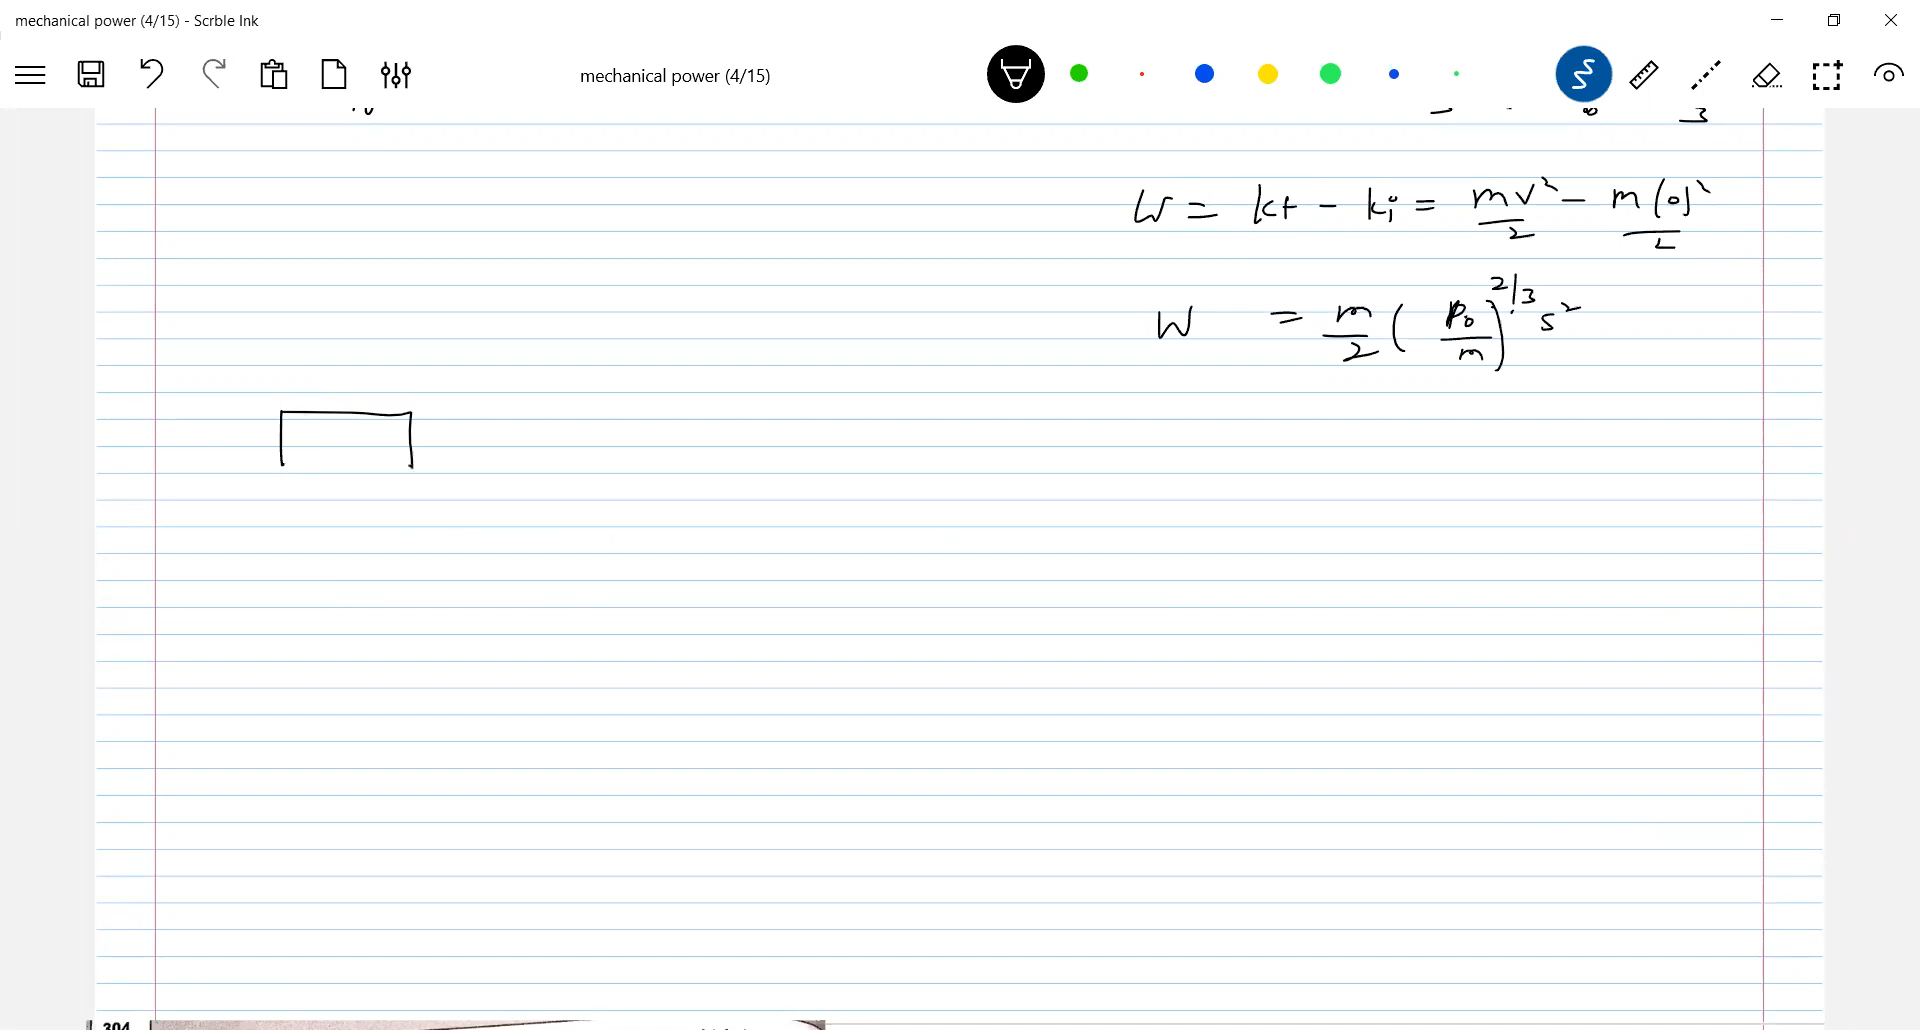 mechanical power (4/15) - Scrble Ink
mechanical power (4/15)
3
W = kf - ki = mv²/2 - m(0)²/2
W = m/2 (P₀/m)^2/3 s²
304